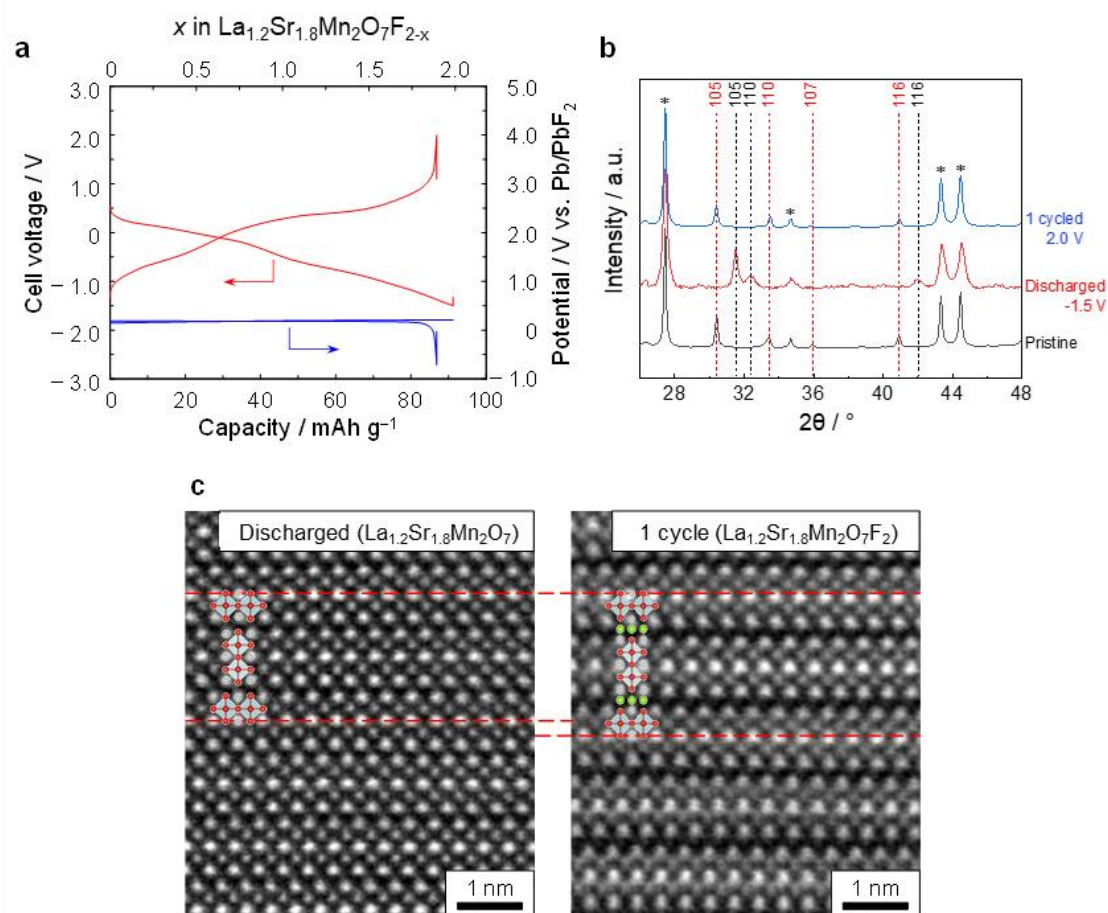 a
x in La1.2Sr1.8Mn2O7F2-x
0 0.5 1.0 1.5 2.0
3.0
2.0
1.0
0
−1.0
−2.0
−3.0
Cell voltage / V
5.0
4.0
3.0
2.0
1.0
0
−1.0
Potential / V vs. Pb/PbF2
0 20 40 60 80 100
Capacity / mAh g−1
b
* 105 105 110 110 107 116 116
* * *
1 cycled
2.0 V
Discharged
-1.5 V
Pristine
Intensity / a.u.
28 32 36 40 44 48
2θ / °
c
Discharged (La1.2Sr1.8Mn2O7)
1 nm
1 cycle (La1.2Sr1.8Mn2O7F2)
1 nm